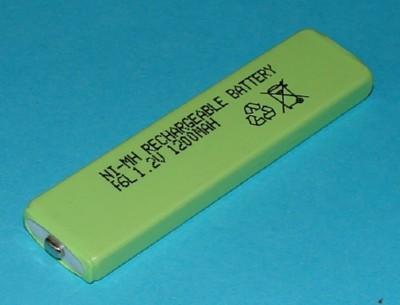 NI-MH RECHARGEABLE BATTERY
F6L 1.2V 1200MAH